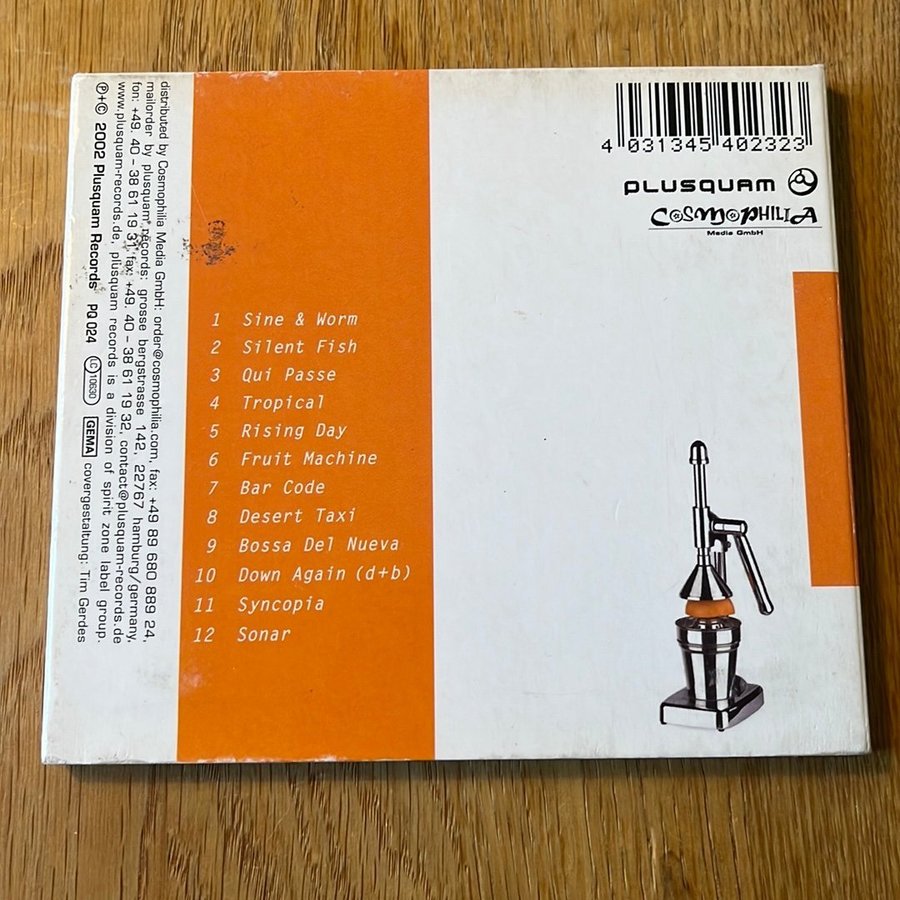 distributed by Cosmophilia Media GmbH: order@cosmophilia.com, fax: +49 89 680 889 24,
mailorder by plusquam records: grosse bergstrasse 142, 22767 hamburg/germany,
fon: +49. 40 - 38 61 19 31, fax: +49. 40 - 38 61 19 32, contact@plusquam-records.de
www.plusquam-records.de, plusquam records is a division of spirit zone label group.
℗+© 2002 Plusquam Records PQ 024 LC 10630 GEMA covergestaltung: Tim Gerdes
1 Sine & Worm
2 Silent Fish
3 Qui Passe
4 Tropical
5 Rising Day
6 Fruit Machine
7 Bar Code
8 Desert Taxi
9 Bossa Del Nueva
10 Down Again (d+b)
11 Syncopia
12 Sonar
4 031345 402323
plusquam
COSMOPHILIA
Media GmbH